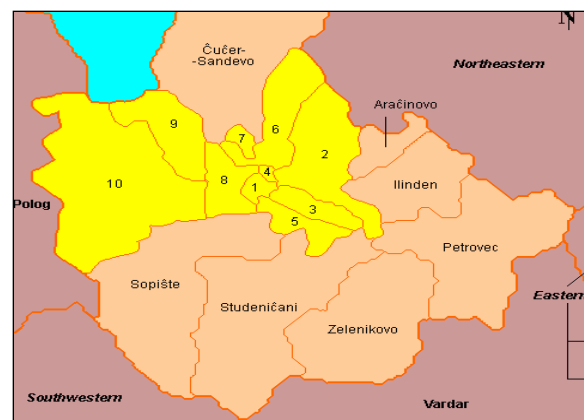 N
Čučer-
-Sandevo
Northeastern
Aračinovo
7
6
9
2
4
10
8
1
Ilinden
3
5
Polog
Petrovec
Sopište
Studeničani
Zelenikovo
Eastern
Southwestern
Vardar